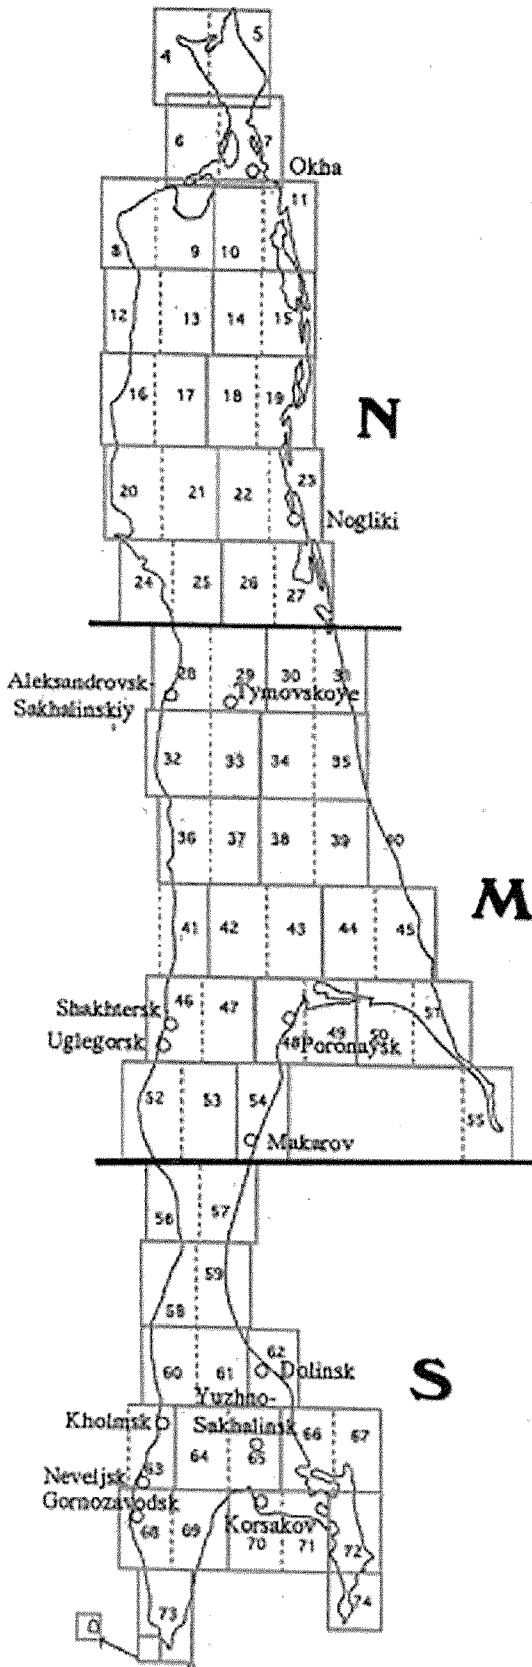 4 5
6 7
Okha
11
8 9 10
12 13 14 15
16 17 18 19
N
20 21 22 23
Nogliki
24 25 26 27
28 29 30 31
Aleksandrovsk
Sakhalinskiy
Tymovskoye
32 33 34 35
36 37 38 39 40
M
41 42 43 44 45
46 47 48 49 50 51
Shakhtersk
Uglegorsk
Poronaysk
52 53 54 55
Makarov
56 57
58 59
60 61 62
Dolinsk
S
Yuzhno-
Sakhalinsk
Kholmsk
63 64 65 66 67
Neveljsk
Gornozavodsk
Korsakov
68 69 70 71 72
73 74